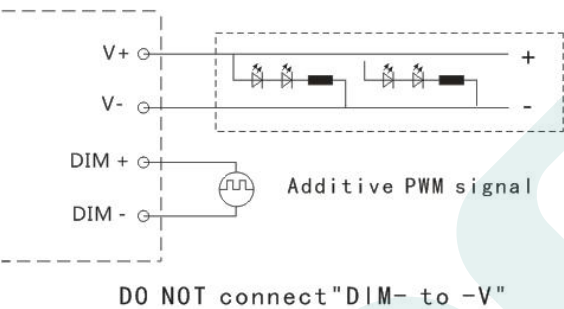 V+
+
V-
-
DIM +
Additive PWM signal
DIM -
DO NOT connect"DIM- to -V"